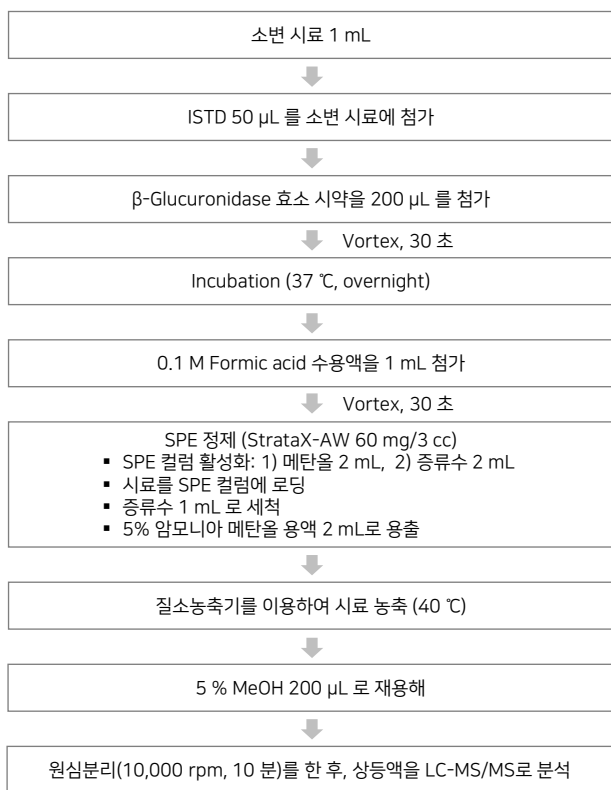 소변 시료 1 mL
ISTD 50 μL 를 소변 시료에 첨가
β-Glucuronidase 효소 시약을 200 μL 를 첨가
Vortex, 30 초
Incubation (37 ℃, overnight)
0.1 M Formic acid 수용액을 1 mL 첨가
Vortex, 30 초
SPE 정제 (StrataX-AW 60 mg/3 cc)
▪ SPE 컬럼 활성화: 1) 메탄올 2 mL, 2) 증류수 2 mL
▪ 시료를 SPE 컬럼에 로딩
▪ 증류수 1 mL 로 세척
▪ 5% 암모니아 메탄올 용액 2 mL로 용출
질소농축기를 이용하여 시료 농축 (40 ℃)
5 % MeOH 200 μL 로 재용해
원심분리(10,000 rpm, 10 분)를 한 후, 상등액을 LC-MS/MS로 분석